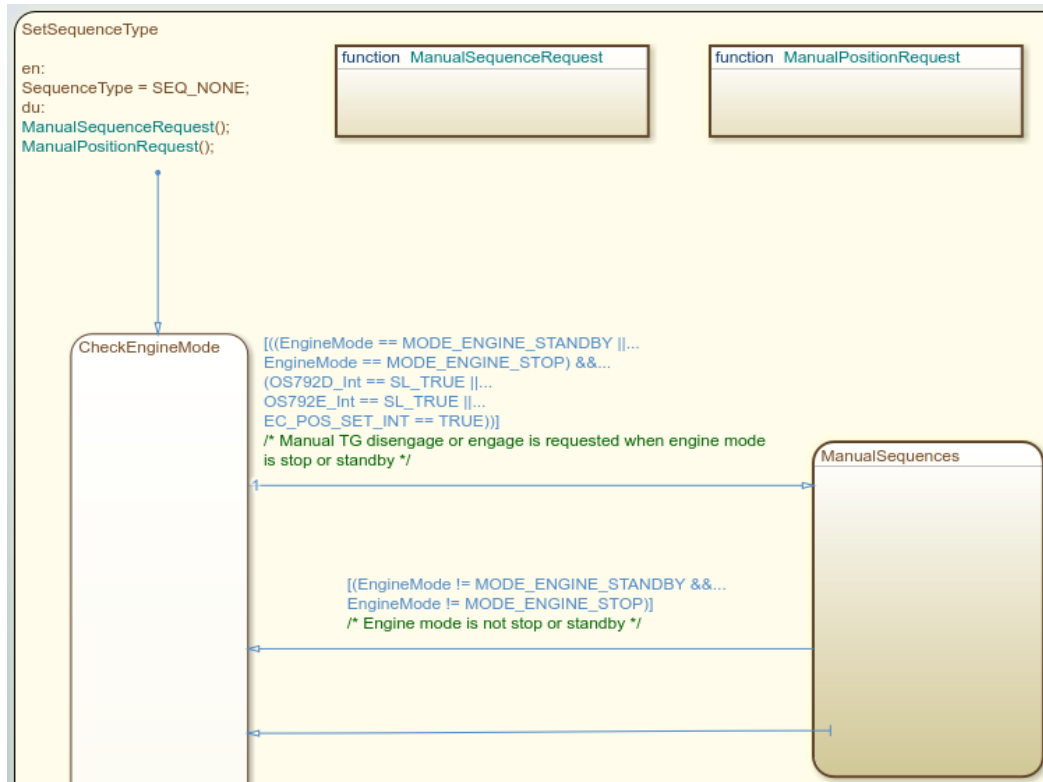 SetSequenceType
en:
SequenceType = SEQ_NONE;
du:
ManualSequenceRequest();
ManualPositionRequest();
function ManualSequenceRequest
function ManualPositionRequest
CheckEngineMode
[((EngineMode == MODE_ENGINE_STANDBY ||...
EngineMode == MODE_ENGINE_STOP) &&...
(OS792D_Int == SL_TRUE ||...
OS792E_Int == SL_TRUE ||...
EC_POS_SET_INT == TRUE))]
/* Manual TG disengage or engage is requested when engine mode
is stop or standby */
1
ManualSequences
[(EngineMode != MODE_ENGINE_STANDBY &&...
EngineMode != MODE_ENGINE_STOP)]
/* Engine mode is not stop or standby */